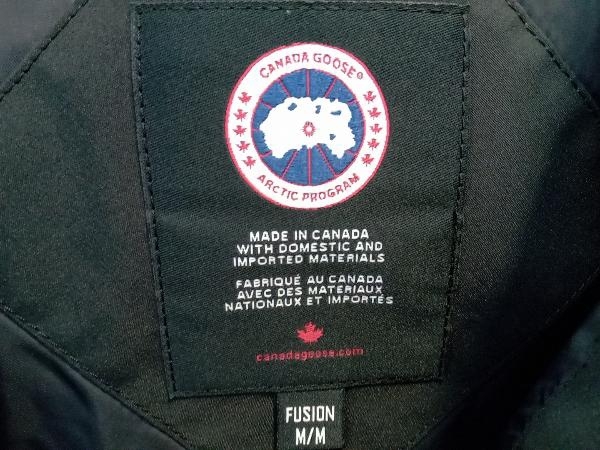 CANADA GOOSE®
ARCTIC PROGRAM
MADE IN CANADA
WITH DOMESTIC AND
IMPORTED MATERIALS
FABRIQUÉ AU CANADA
AVEC DES MATERIAUX
NATIONAUX ET IMPORTÉS
canadagoose.com
FUSION
M/M